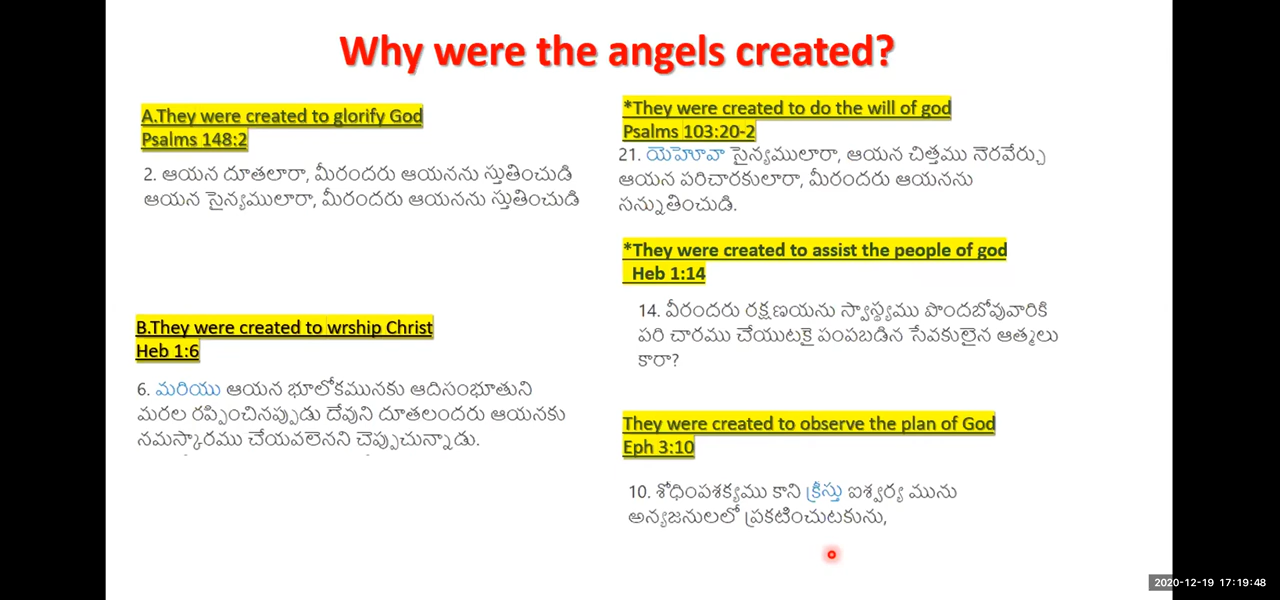 Why were the angels created?
A.They were created to glorify God
Psalms 148:2
2. ఆయన దూతలారా, మీరందరు ఆయనను స్తుతించుడి
ఆయన సైన్యములారా, మీరందరు ఆయనను స్తుతించుడి
B.They were created to wrship Christ
Heb 1:6
6. మరియు ఆయన భూలోకమునకు ఆదిసంభూతుని
మరల రప్పించినప్పుడు దేవుని దూతలందరు ఆయనకు
నమస్కారము చేయవలెనని చెప్పుచున్నాడు.
*They were created to do the will of god
Psalms 103:20-2
21. యెహోవా సైన్యములారా, ఆయన చిత్తము నెరవేర్చు
ఆయన పరిచారకులారా, మీరందరు ఆయనను
సన్నుతించుడి.
*They were created to assist the people of god
Heb 1:14
14. వీరందరు రక్షణయను స్వాస్థ్యము పొందబోవువారికి
పరి చారము చేయుటకై పంపబడిన సేవకులైన ఆత్మలు
కారా?
They were created to observe the plan of God
Eph 3:10
10. శోధింపశక్యము కాని క్రీస్తు ఐశ్వర్య మును
అన్యజనులలో ప్రకటించుటకును,
2020-12-19 17:19:48